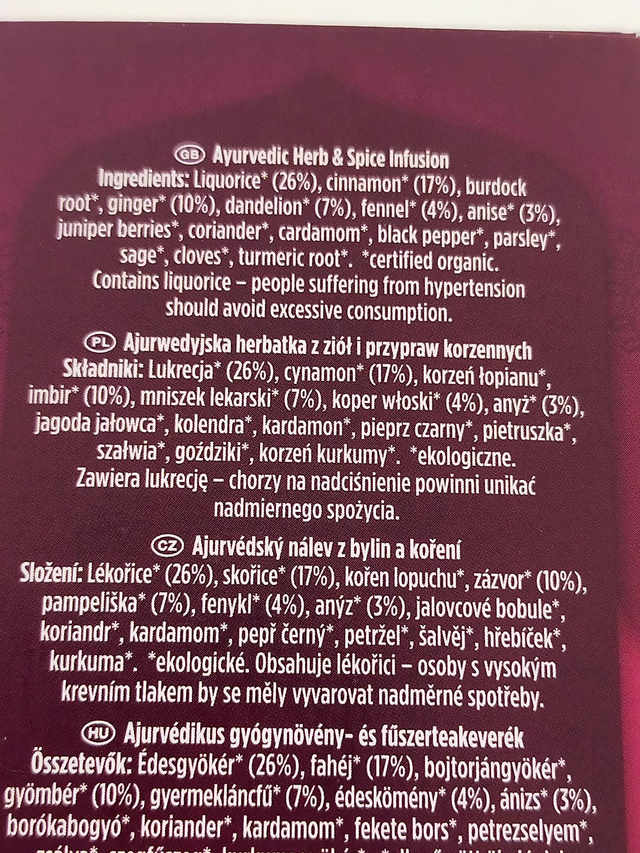 GB Ayurvedic Herb & Spice Infusion
Ingredients: Liquorice* (26%), cinnamon* (17%), burdock
root*, ginger* (10%), dandelion* (7%), fennel* (4%), anise* (3%),
juniper berries*, coriander*, cardamom*, black pepper*, parsley*,
sage*, cloves*, turmeric root*. *certified organic.
Contains liquorice – people suffering from hypertension
should avoid excessive consumption.
PL Ajurwedyjska herbatka z ziół i przypraw korzennych
Składniki: Lukrecja* (26%), cynamon* (17%), korzeń łopianu*,
imbir* (10%), mniszek lekarski* (7%), koper włoski* (4%), anyż* (3%),
jagoda jałowca*, kolendra*, kardamon*, pieprz czarny*, pietruszka*,
szałwia*, goździki*, korzeń kurkumy*. *ekologiczne.
Zawiera lukrecję – chorzy na nadciśnienie powinni unikać
nadmiernego spożycia.
CZ Ajurvédský nálev z bylin a koření
Složení: Lékořice* (26%), skořice* (17%), kořen lopuchu*, zázvor* (10%),
pampeliška* (7%), fenykl* (4%), anýz* (3%), jalovcové bobule*,
koriandr*, kardamom*, pepř černý*, petržel*, šalvěj*, hřebíček*,
kurkuma*. *ekologické. Obsahuje lékořici – osoby s vysokým
krevním tlakem by se měly vyvarovat nadměrné spotřeby.
HU Ajurvédikus gyógynövény- és fűszerteakeverék
Összetevők: Édesgyökér* (26%), fahéj* (17%), bojtorjángyökér*,
gyömbér* (10%), gyermekláncfű* (7%), édeskömény* (4%), ánizs* (3%),
borókabogyó*, koriander*, kardamom*, fekete bors*, petrezselyem*,